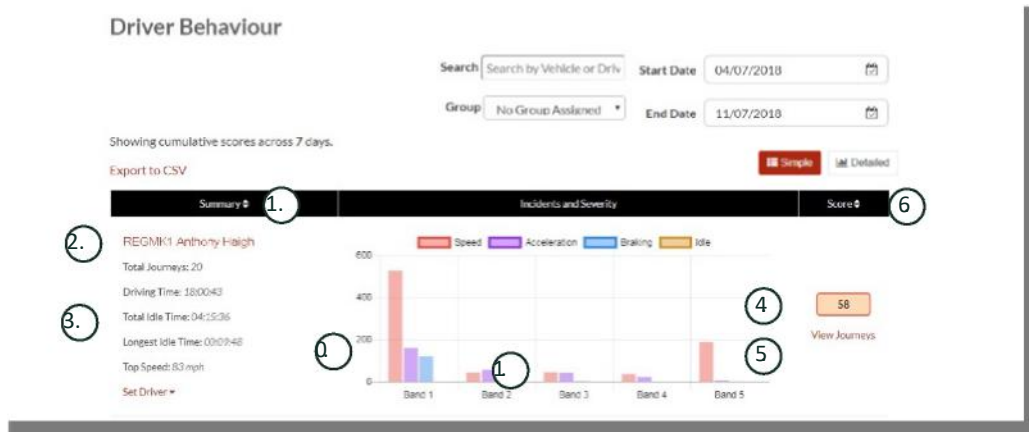 Driver Behaviour
Search Search by Vehicle or Driv Start Date 04/07/2018
Group No Group Assigned End Date 11/07/2018
Showing cumulative scores across 7 days.
Export to CSV
Simple Detailed
Summary 1. Incidents and Severity Score 6
2. REGMK1 Anthony Haigh
Speed Acceleration Braking Idle
Total Journeys: 20
Driving Time: 18:00:43
3. Total Idle Time: 04:15:36
Longest Idle Time: 00:09:48
Top Speed: 83 mph
Set Driver
600
400
200
0
0
1
Band 1 Band 2 Band 3 Band 4 Band 5
4 58
5 View Journeys